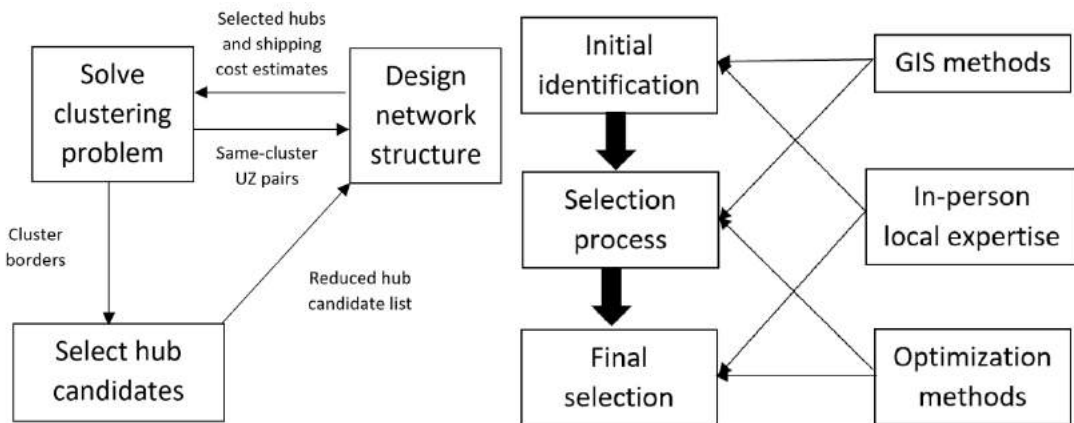 Selected hubs
and shipping
cost estimates
Solve
clustering
problem
Design
network
structure
Same-cluster
UZ pairs
Cluster
borders
Reduced hub
candidate list
Select hub
candidates
Initial
identification
GIS methods
Selection
process
In-person
local expertise
Final
selection
Optimization
methods